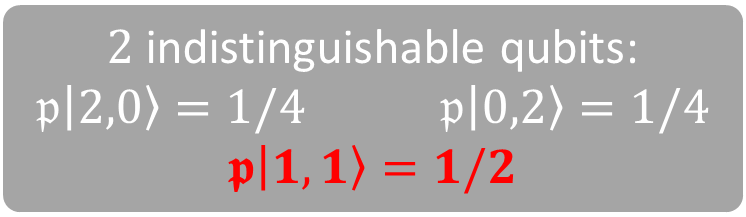 2 indistinguishable qubits:
𝔭|2,0⟩ = 1/4 𝔭|0,2⟩ = 1/4
𝖕|1, 1⟩ = 1/2